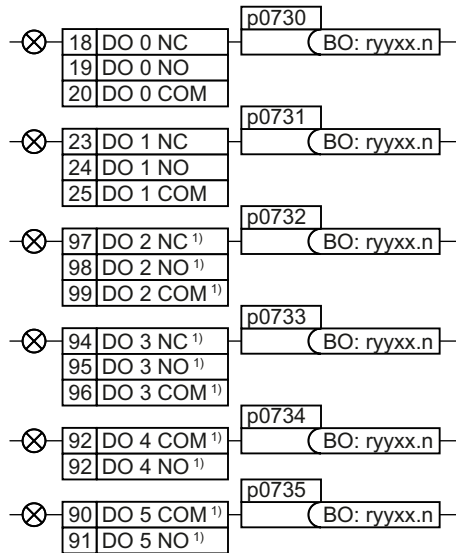 p0730
18 DO 0 NC BO: ryyxx.n
19 DO 0 NO
20 DO 0 COM
p0731
23 DO 1 NC BO: ryyxx.n
24 DO 1 NO
25 DO 1 COM
p0732
97 DO 2 NC 1) BO: ryyxx.n
98 DO 2 NO 1)
99 DO 2 COM 1)
p0733
94 DO 3 NC 1) BO: ryyxx.n
95 DO 3 NO 1)
96 DO 3 COM 1)
p0734
92 DO 4 COM 1) BO: ryyxx.n
92 DO 4 NO 1)
p0735
90 DO 5 COM 1) BO: ryyxx.n
91 DO 5 NO 1)